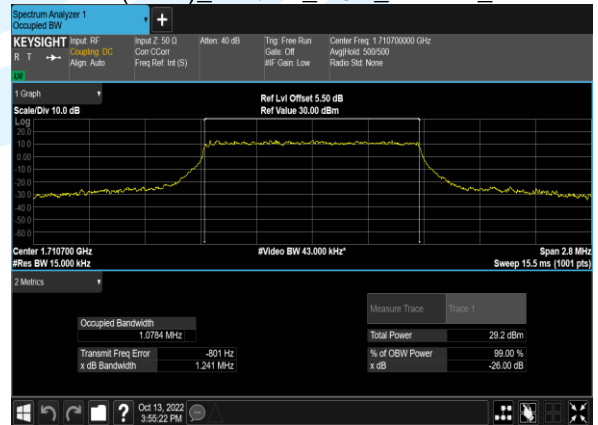 Spectrum Analyzer 1
Occupied BW
KEYSIGHT
R T
LV
Input: RF
Coupling: DC
Align: Auto
Input Z: 50 Ω
Corr CCorr
Freq Ref: Int (S)
Atten: 40 dB
Trig: Free Run
Gate: Off
#IF Gain: Low
Center Freq: 1.710700000 GHz
Avg|Hold: 500/500
Radio Std: None
1 Graph
Scale/Div 10.0 dB
Ref Lvl Offset 5.50 dB
Ref Value 30.00 dBm
Log
20.0
10.0
0.00
-10.0
-20.0
-30.0
-40.0
-50.0
-60.0
Center 1.710700 GHz
#Res BW 15.000 kHz
#Video BW 43.000 kHz*
Span 2.8 MHz
Sweep 15.5 ms (1001 pts)
2 Metrics
Measure Trace
Trace 1
Occupied Bandwidth
1.0784 MHz
Total Power
29.2 dBm
Transmit Freq Error
-801 Hz
% of OBW Power
99.00 %
x dB Bandwidth
1.241 MHz
x dB
-26.00 dB
?
Oct 13, 2022
3:55:22 PM